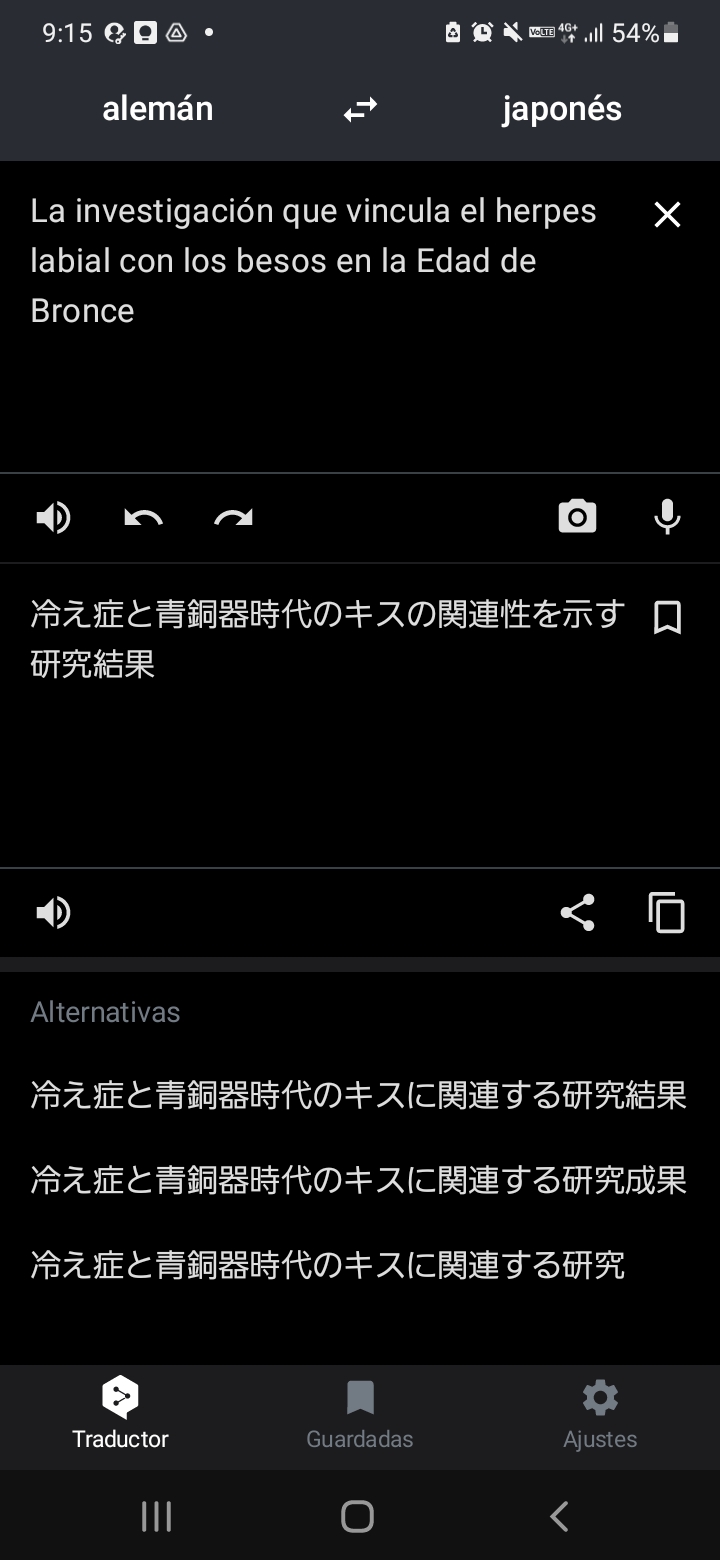 9:15
VoLTE 4G+ 54%
alemán japonés
La investigación que vincula el herpes
labial con los besos en la Edad de
Bronce
冷え症と青銅器時代のキスの関連性を示す
研究結果
Alternativas
冷え症と青銅器時代のキスに関連する研究結果
冷え症と青銅器時代のキスに関連する研究成果
冷え症と青銅器時代のキスに関連する研究
Traductor Guardadas Ajustes